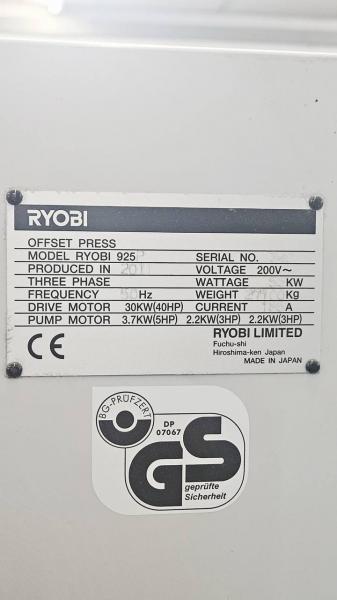 RYOBI
OFFSET PRESS
MODEL RYOBI 925 SERIAL NO.
PRODUCED IN 2011 VOLTAGE 200V~
THREE PHASE WATTAGE KW
FREQUENCY 50 Hz WEIGHT Kg
DRIVE MOTOR 30KW(40HP) CURRENT A
PUMP MOTOR 3.7KW(5HP) 2.2KW(3HP) 2.2KW(3HP)
RYOBI LIMITED
Fuchu-shi
Hiroshima-ken Japan
MADE IN JAPAN
CE
BG-PRÜFZERT
DP
07067
GS
geprüfte
Sicherheit